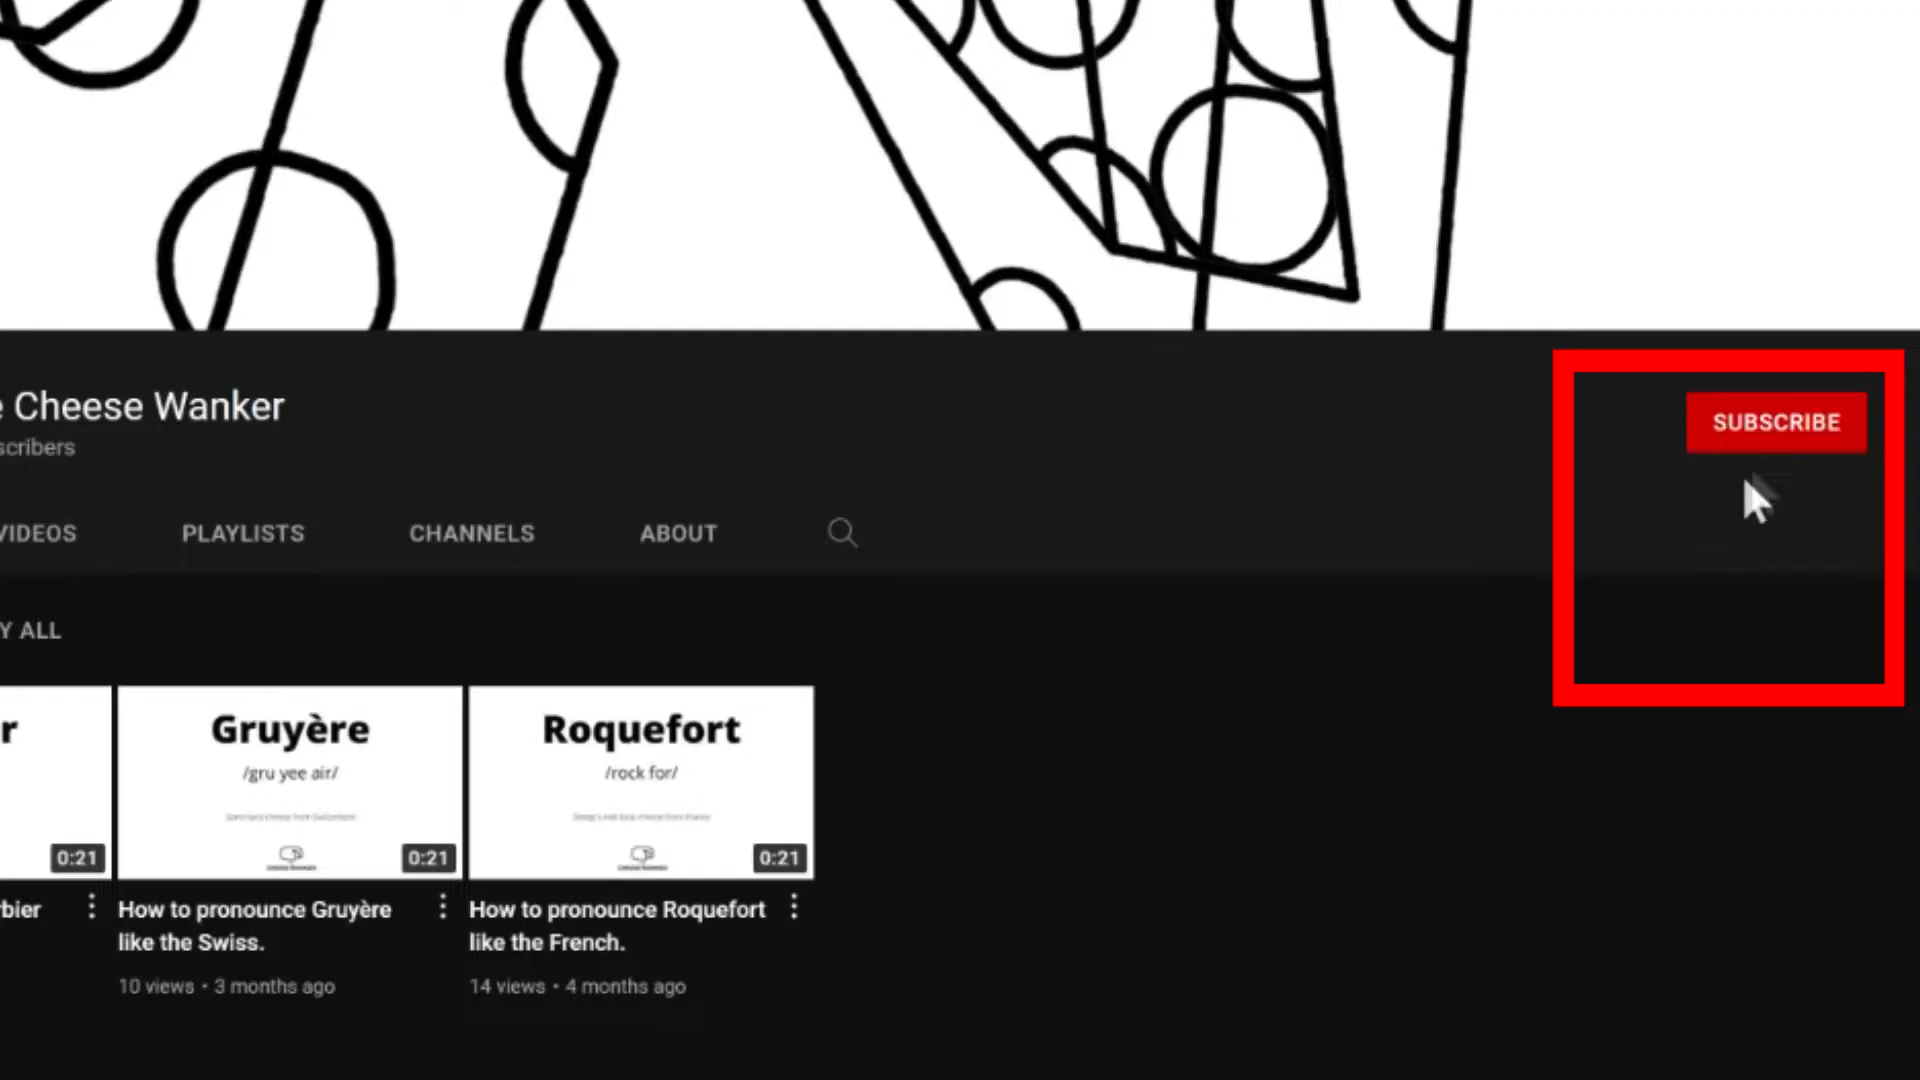 Cheese Wanker
SUBSCRIBE
VIDEOS
PLAYLISTS
CHANNELS
ABOUT
ALL
Gruyère
/gru yee air/
0:21
Roquefort
/rock for/
0:21
0:21
How to pronounce Gruyère
like the Swiss.
10 views • 3 months ago
How to pronounce Roquefort
like the French.
14 views • 4 months ago